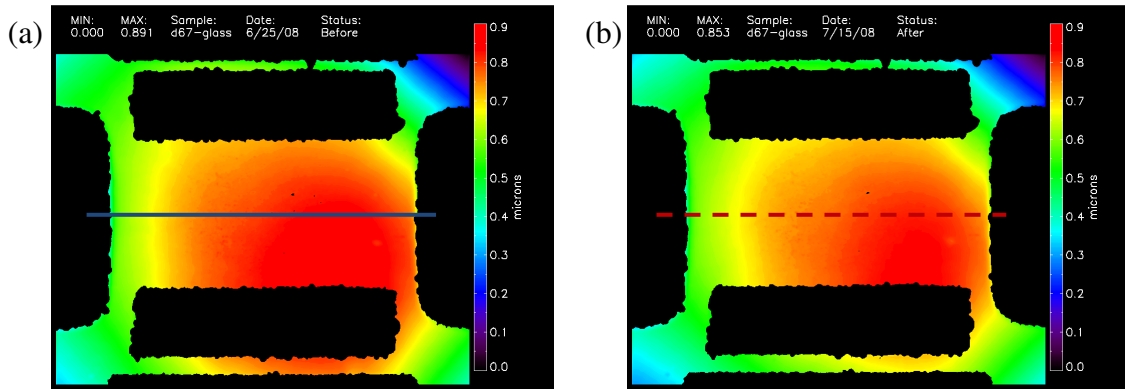 (a)
MIN: MAX: Sample: Date: Status:
0.000 0.891 d67-glass 6/25/08 Before
0.9
0.8
0.7
0.6
0.5
0.4
0.3
0.2
0.1
0.0
microns
(b)
MIN: MAX: Sample: Date: Status:
0.000 0.853 d67-glass 7/15/08 After
0.9
0.8
0.7
0.6
0.5
0.4
0.3
0.2
0.1
0.0
microns